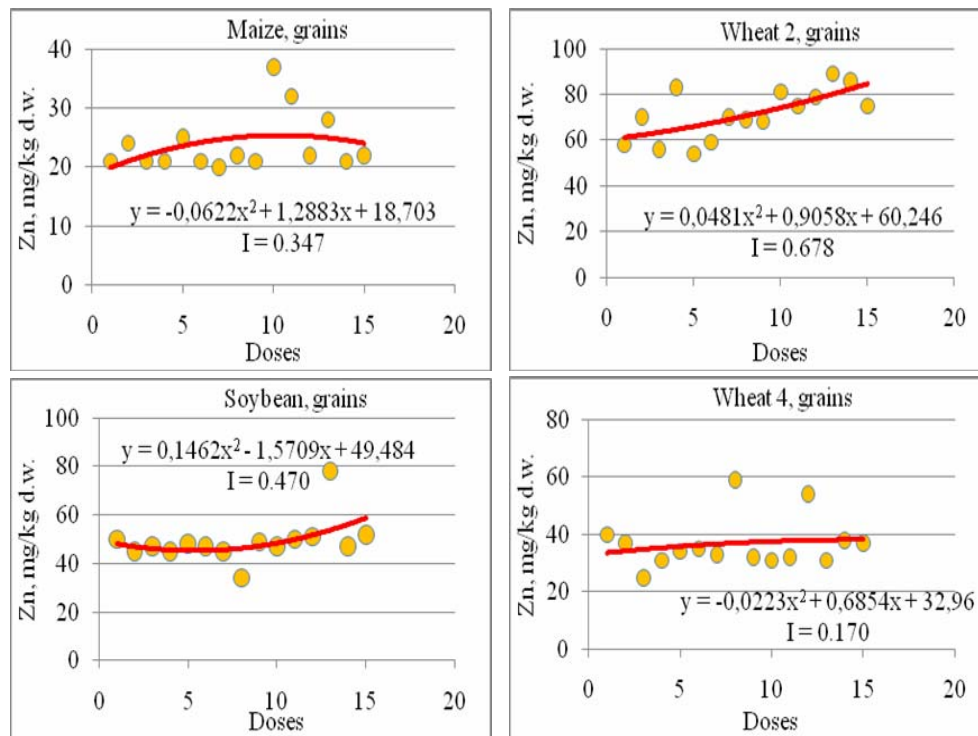 Maize, grains
Zn, mg/kg d.w.
40
30
20
10
0
y = -0,0622x² + 1,2883x + 18,703
I = 0.347
0 5 10 15 20
Doses
Wheat 2, grains
Zn, mg/kg d.w.
100
80
60
40
20
0
y = 0,0481x² + 0,9058x + 60,246
I = 0.678
0 5 10 15 20
Doses
Soybean, grains
Zn, mg/kg d.w.
100
80
60
40
20
0
y = 0,1462x² - 1,5709x + 49,484
I = 0.470
0 5 10 15 20
Doses
Wheat 4, grains
Zn, mg/kg d.w.
80
60
40
20
0
y = -0,0223x² + 0,6854x + 32,96
I = 0.170
0 5 10 15 20
Doses